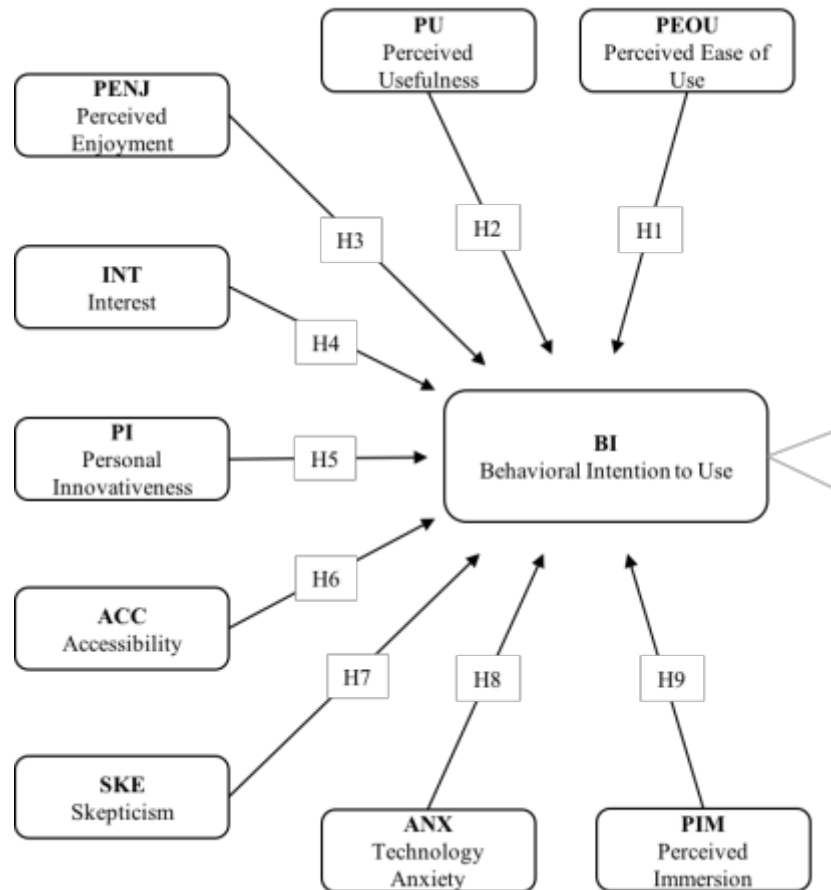 PU
Perceived
Usefulness
PEOU
Perceived Ease of
Use
PENJ
Perceived
Enjoyment
H3
H2
H1
INT
Interest
H4
PI
Personal
Innovativeness
H5
BI
Behavioral Intention to Use
ACC
Accessibility
H6
H7
H8
H9
SKE
Skepticism
ANX
Technology
Anxiety
PIM
Perceived
Immersion